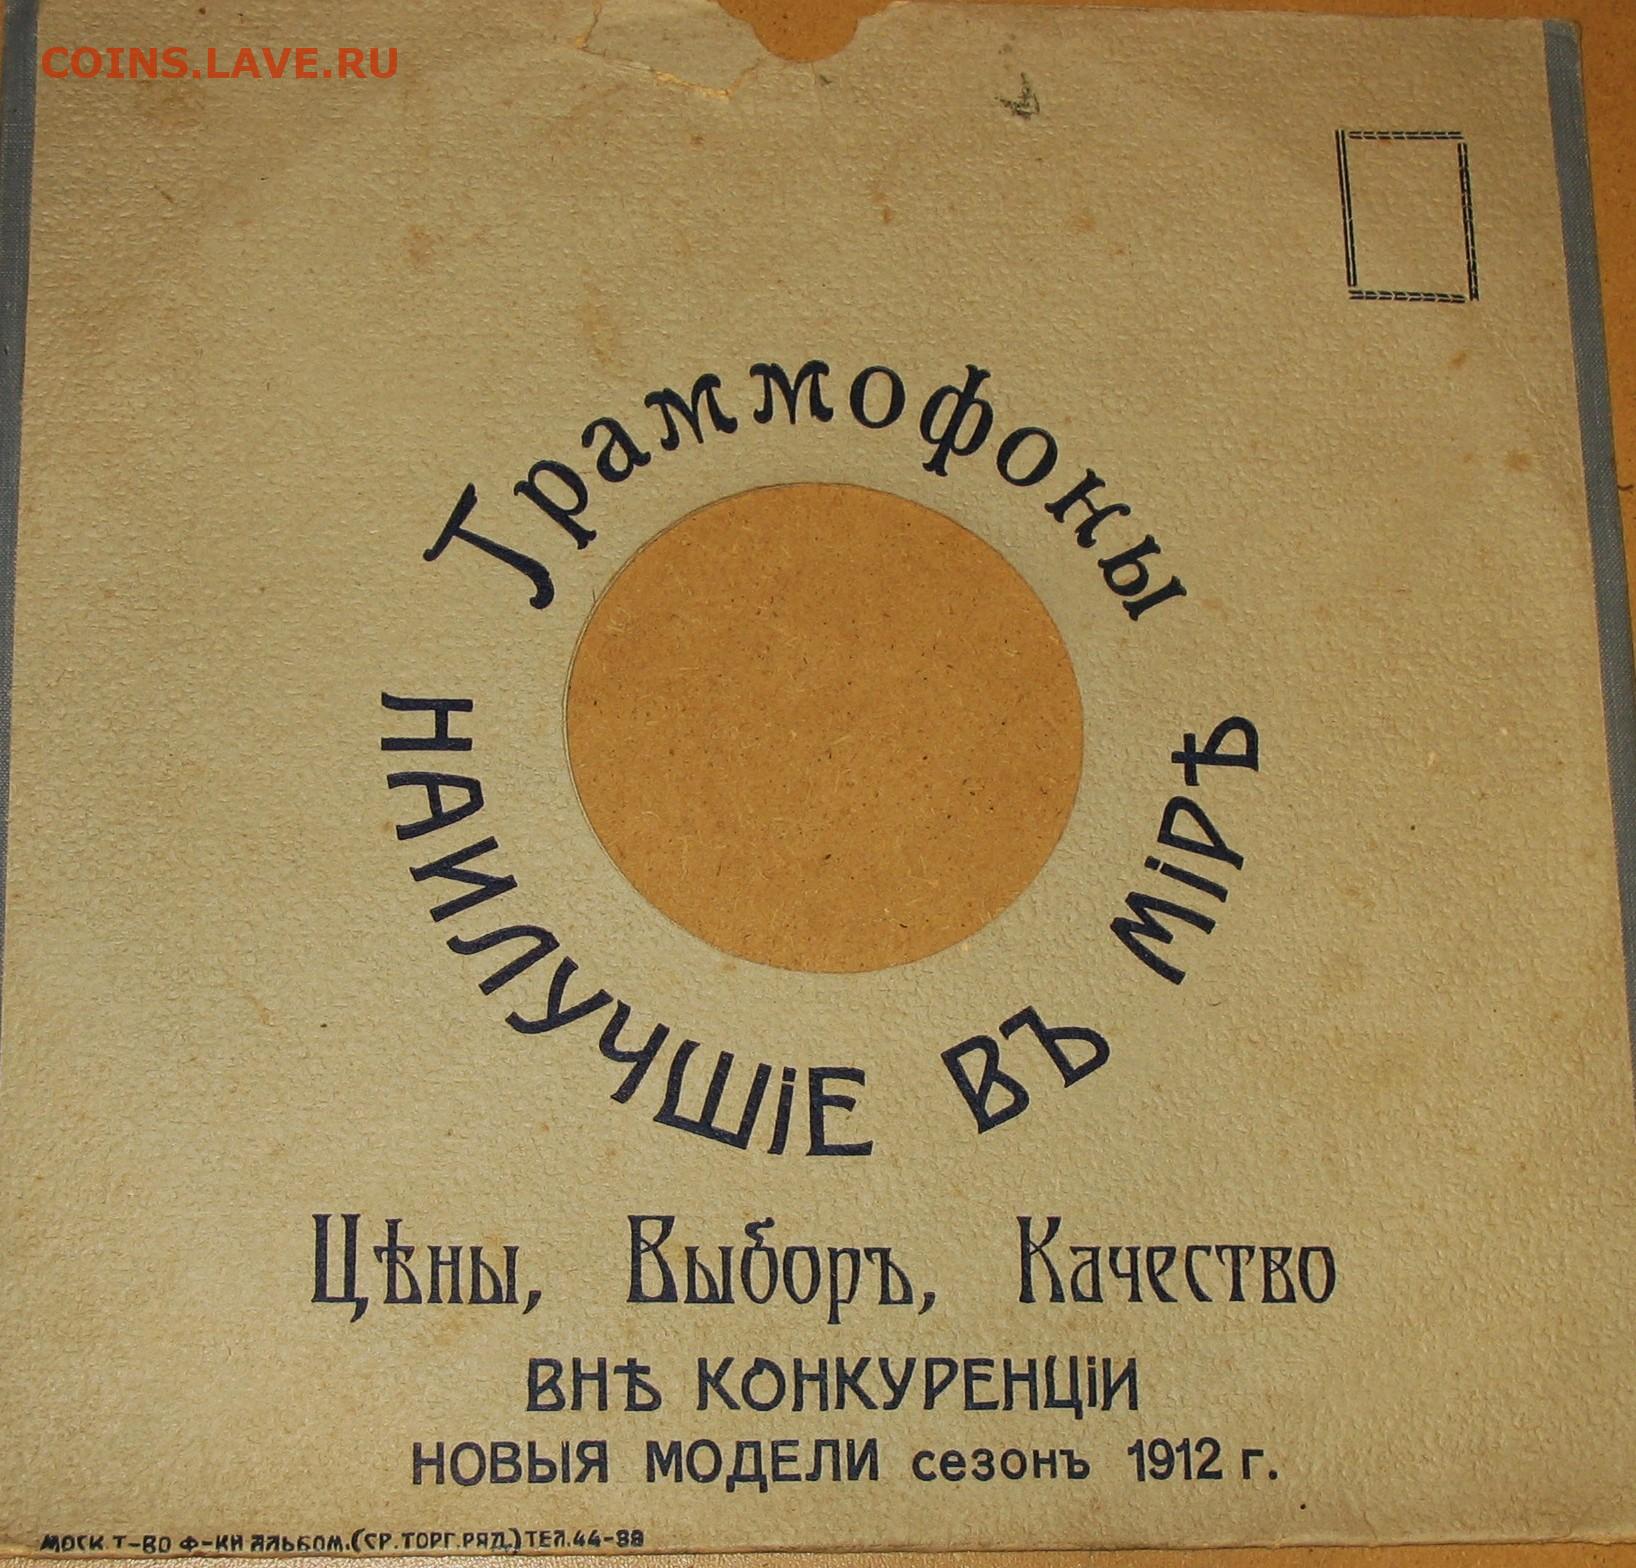 COINS.LAVE.RU
Граммофоны
НАИЛУЧШІЕ ВЪ МІРѢ
Цѣны, Выборъ, Качество
ВНѢ КОНКУРЕНЦІИ
НОВЫЯ МОДЕЛИ сезонъ 1912 г.
МОСК. Т-ВО Ф-КИ АЛЬБОМ. (СР. ТОРГ. РЯД.) ТЕЛ. 44-88